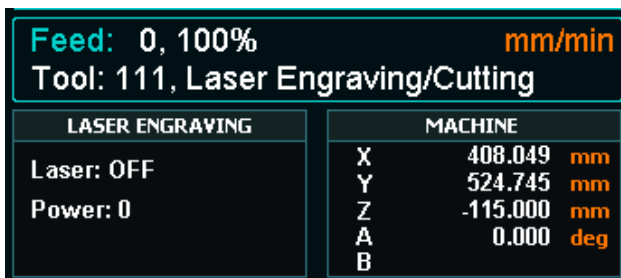 Feed: 0, 100% mm/min
Tool: 111, Laser Engraving/Cutting
LASER ENGRAVING
Laser: OFF
Power: 0
MACHINE
X 408.049 mm
Y 524.745 mm
Z -115.000 mm
A 0.000 deg
B